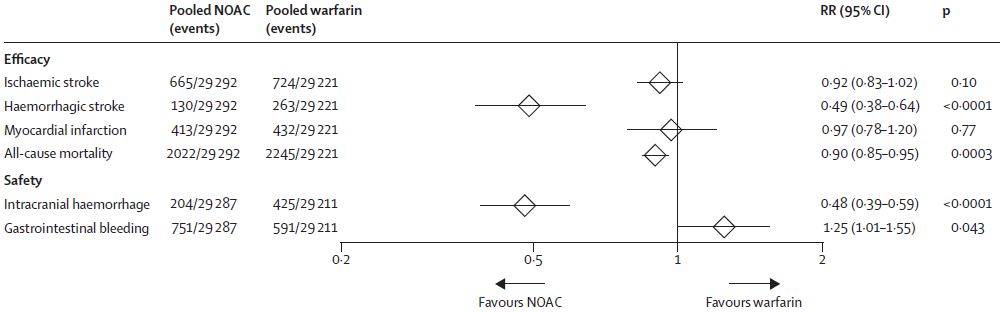 Pooled NOAC Pooled warfarin RR (95% CI) p
(events) (events)
Efficacy
Ischaemic stroke 665/29 292 724/29 221 0·92 (0·83–1·02) 0·10
Haemorrhagic stroke 130/29 292 263/29 221 0·49 (0·38–0·64) <0·0001
Myocardial infarction 413/29 292 432/29 221 0·97 (0·78–1·20) 0·77
All-cause mortality 2022/29 292 2245/29 221 0·90 (0·85–0·95) 0·0003
Safety
Intracranial haemorrhage 204/29 287 425/29 211 0·48 (0·39–0·59) <0·0001
Gastrointestinal bleeding 751/29 287 591/29 211 1·25 (1·01–1·55) 0·043
0·2 0·5 1 2
Favours NOAC Favours warfarin